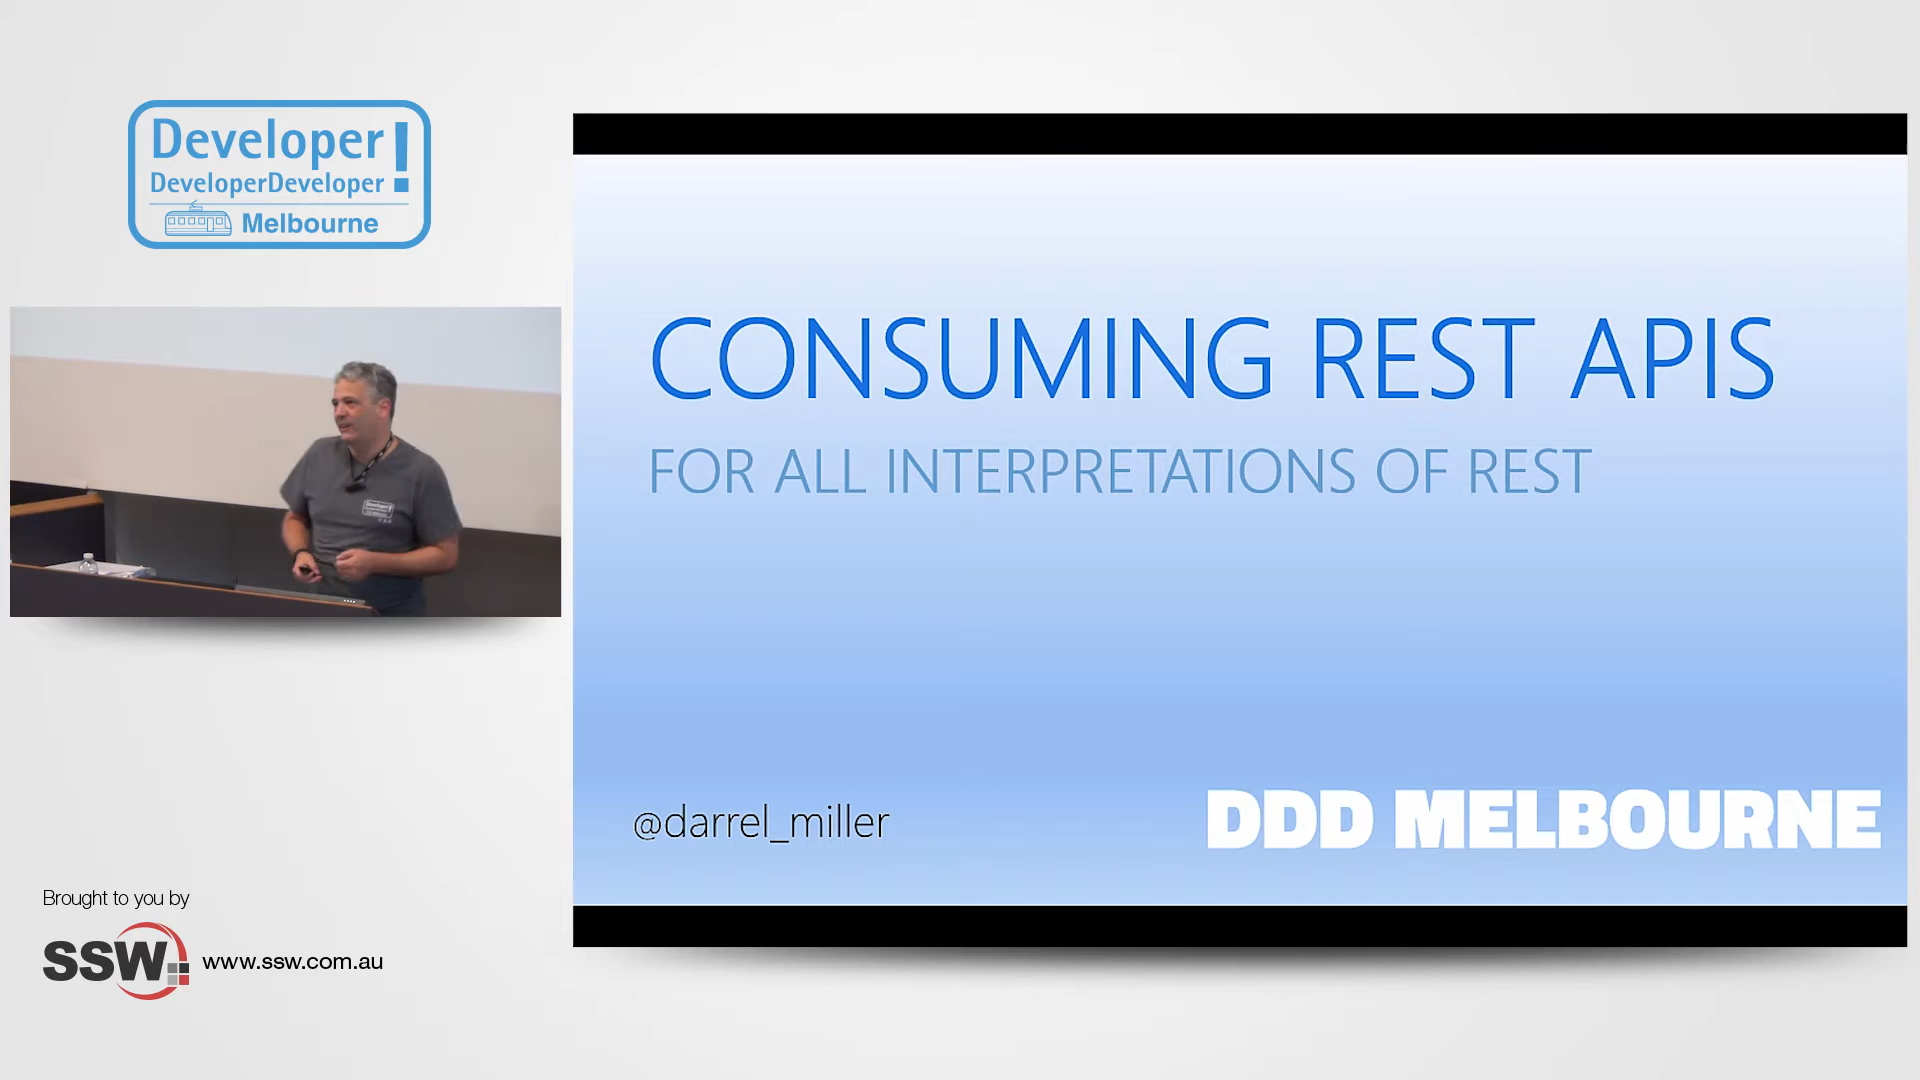 Developer!
DeveloperDeveloper
Melbourne
CONSUMING REST APIS
FOR ALL INTERPRETATIONS OF REST
@darrel_miller
DDD MELBOURNE
Developer!
Brought to you by
SSW
www.ssw.com.au